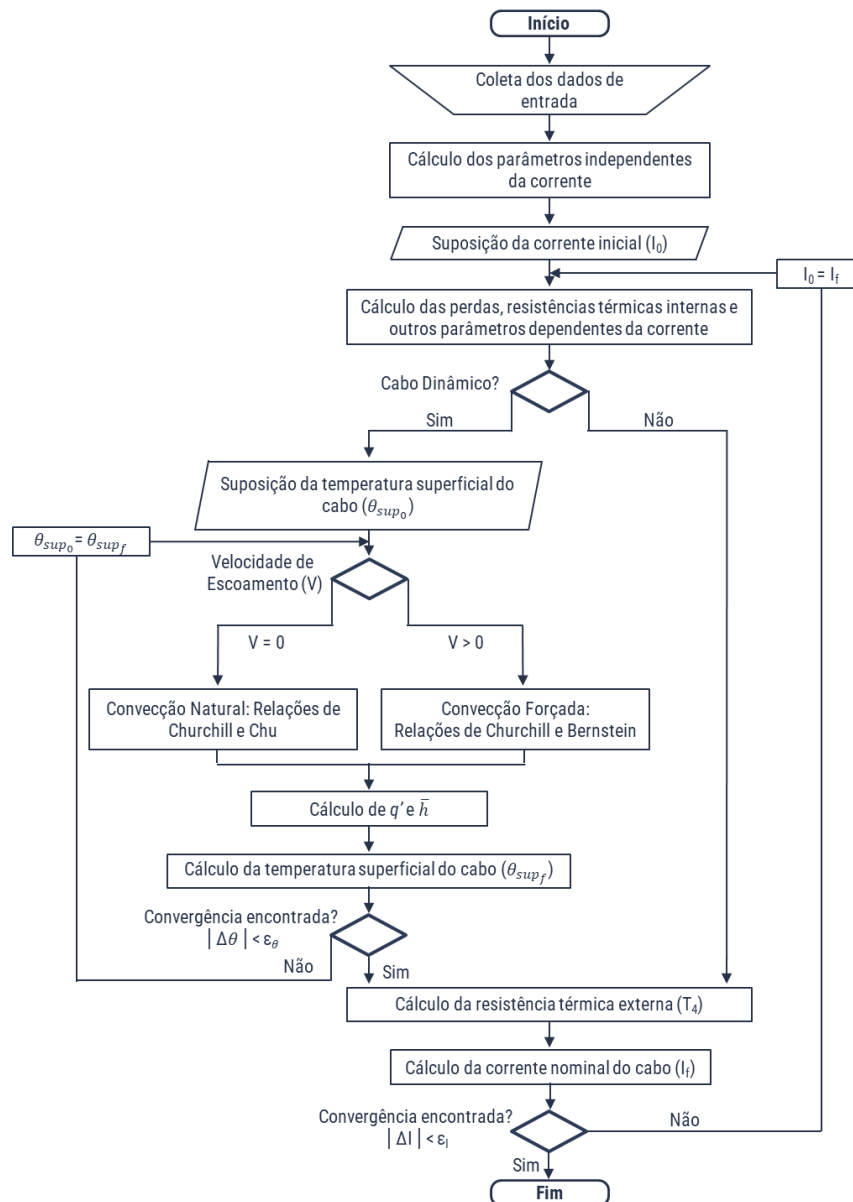 Início
Coleta dos dados de
entrada
Cálculo dos parâmetros independentes
da corrente
Suposição da corrente inicial (I₀)
I₀ = I_f
Cálculo das perdas, resistências térmicas internas e
outros parâmetros dependentes da corrente
Cabo Dinâmico?
Sim
Não
Suposição da temperatura superficial do
cabo (θ_sup₀)
θ_sup₀ = θ_sup_f
Velocidade de
Escoamento (V)
V = 0
V > 0
Convecção Natural: Relações de
Churchill e Chu
Convecção Forçada:
Relações de Churchill e Bernstein
Cálculo de q′ e h̅
Cálculo da temperatura superficial do cabo (θ_sup_f)
Convergência encontrada?
| Δθ | < ε_θ
Não
Sim
Cálculo da resistência térmica externa (T₄)
Cálculo da corrente nominal do cabo (I_f)
Convergência encontrada?
| ΔI | < ε_I
Não
Sim
Fim